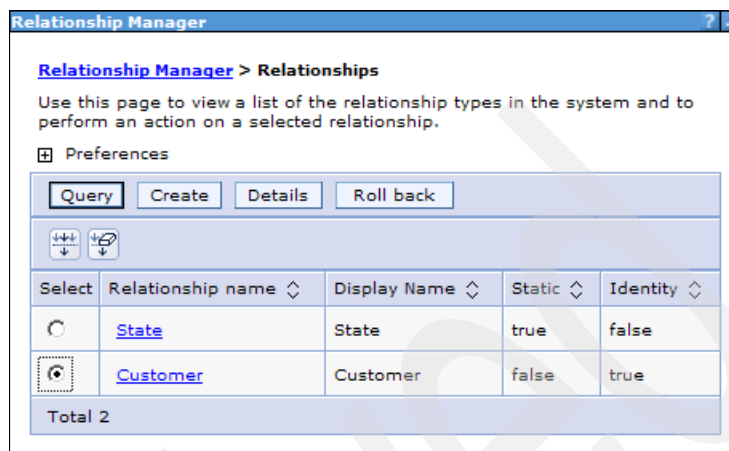 Relationship Manager ?
Relationship Manager > Relationships
Use this page to view a list of the relationship types in the system and to
perform an action on a selected relationship.
Preferences
Query Create Details Roll back
Select Relationship name Display Name Static Identity
State State true false
Customer Customer false true
Total 2